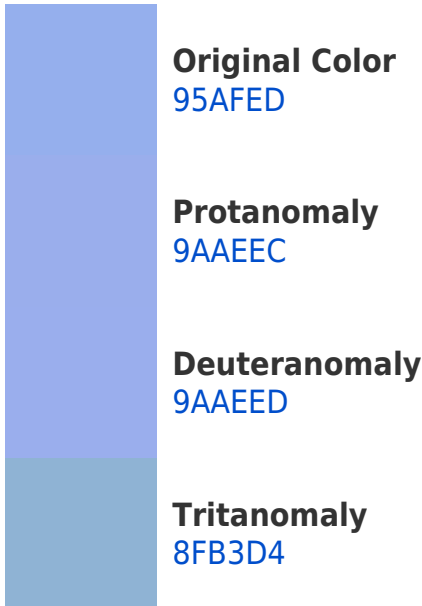 Original Color
95AFED
Protanomaly
9AAEEC
Deuteranomaly
9AAEED
Tritanomaly
8FB3D4